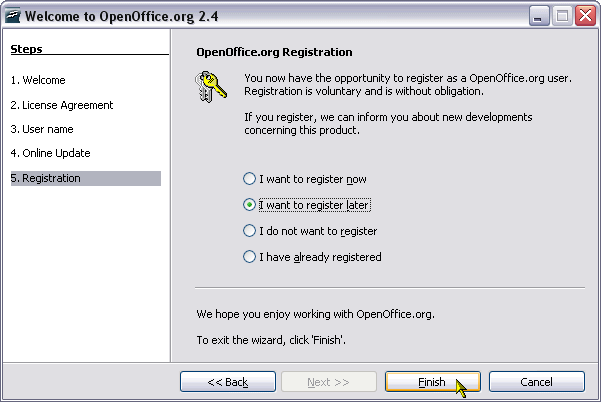 Welcome to OpenOffice.org 2.4
Steps
1. Welcome
2. License Agreement
3. User name
4. Online Update
5. Registration
OpenOffice.org Registration
You now have the opportunity to register as a OpenOffice.org user.
Registration is voluntary and is without obligation.
If you register, we can inform you about new developments
concerning this product.
I want to register now
I want to register later
I do not want to register
I have already registered
We hope you enjoy working with OpenOffice.org.
To exit the wizard, click 'Finish'.
<< Back
Next >>
Finish
Cancel